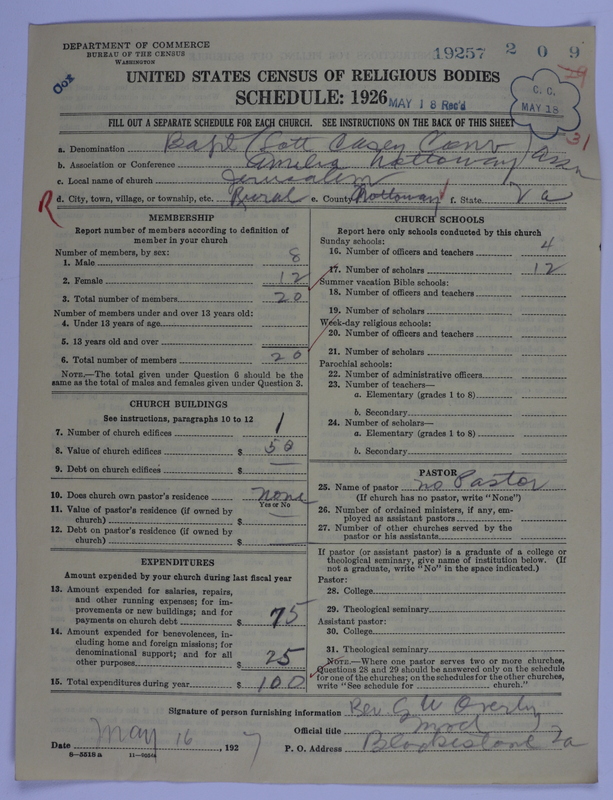 DEPARTMENT OF COMMERCE
BUREAU OF THE CENSUS
WASHINGTON
19257 2 0 9
UNITED STATES CENSUS OF RELIGIOUS BODIES
SCHEDULE: 1926
MAY 18 Rec'd
C. C.
MAY 18
FILL OUT A SEPARATE SCHEDULE FOR EACH CHURCH. SEE INSTRUCTIONS ON THE BACK OF THIS SHEET
31
a. Denomination Bapt (Cott Casey Conv)
b. Association or Conference Amelia Nottoway Assn
c. Local name of church Jerusalem
R
d. City, town, village, or township, etc. Rural e. County Nottoway f. State Va
MEMBERSHIP
Report number of members according to definition of member in your church
Number of members, by sex:
1. Male 8
2. Female 12
3. Total number of members 20
Number of members under and over 13 years old:
4. Under 13 years of age
5. 13 years old and over
6. Total number of members 20
NOTE.—The total given under Question 6 should be the same as the total of males and females given under Question 3.
CHURCH BUILDINGS
See instructions, paragraphs 10 to 12
7. Number of church edifices 1
8. Value of church edifices $ 50
9. Debt on church edifices $ —
10. Does church own pastor's residence none
Yes or No
11. Value of pastor's residence (if owned by church) $
12. Debt on pastor's residence (if owned by church) $
EXPENDITURES
Amount expended by your church during last fiscal year
13. Amount expended for salaries, repairs, and other running expenses; for improvements or new buildings; and for payments on church debt $ 75
14. Amount expended for benevolences, including home and foreign missions; for denominational support; and for all other purposes $ 25
15. Total expenditures during year $ 100
CHURCH SCHOOLS
Report here only schools conducted by this church
Sunday schools:
16. Number of officers and teachers 4
17. Number of scholars 12
Summer vacation Bible schools:
18. Number of officers and teachers
19. Number of scholars
Week-day religious schools:
20. Number of officers and teachers
21. Number of scholars
Parochial schools:
22. Number of administrative officers
23. Number of teachers—
a. Elementary (grades 1 to 8)
b. Secondary
24. Number of scholars—
a. Elementary (grades 1 to 8)
b. Secondary
PASTOR
25. Name of pastor no Pastor
(If church has no pastor, write "None")
26. Number of ordained ministers, if any, employed as assistant pastors
27. Number of other churches served by the pastor or his assistants
If pastor (or assistant pastor) is a graduate of a college or theological seminary, give name of institution below. (If not a graduate, write "No" in the space indicated.)
Pastor:
28. College
29. Theological seminary
Assistant pastor:
30. College
31. Theological seminary
NOTE.—Where one pastor serves two or more churches, Questions 28 and 29 should be answered only on the schedule for one of the churches; on the schedules for the other churches, write "See schedule for church."
Signature of person furnishing information Rev. G W Overby
Official title Mod
Date May 16, 1927
P. O. Address Va
8—5518a